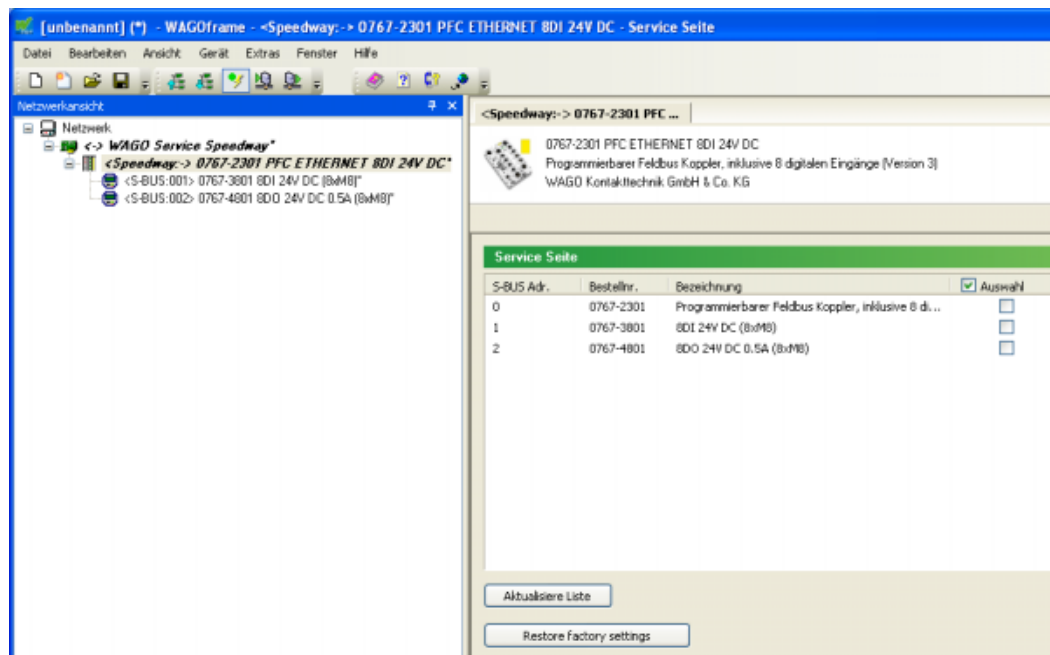 [unbenannt] (*) - WAGOframe - <Speedway:-> 0767-2301 PFC ETHERNET 8DI 24V DC - Service Seite
Datei Bearbeiten Ansicht Gerät Extras Fenster Hilfe
Netzwerkansicht
Netzwerk
<-> WAGO Service Speedway*
<Speedway:-> 0767-2301 PFC ETHERNET 8DI 24V DC*
<S-BUS:001> 0767-3801 8DI 24V DC (8xM8)*
<S-BUS:002> 0767-4801 8DO 24V DC 0.5A (8xM8)*
<Speedway:-> 0767-2301 PFC ...
0767-2301 PFC ETHERNET 8DI 24V DC
Programmierbarer Feldbus Koppler, inklusive 8 digitalen Eingänge (Version 3)
WAGO Kontakttechnik GmbH & Co. KG
Service Seite
S-BUS Adr. Bestellnr. Bezeichnung Auswahl
0 0767-2301 Programmierbarer Feldbus Koppler, inklusive 8 di...
1 0767-3801 8DI 24V DC (8xM8)
2 0767-4801 8DO 24V DC 0.5A (8xM8)
Aktualisiere Liste
Restore factory settings